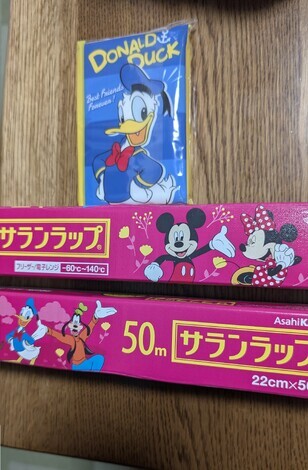 DONALD
DUCK
Best Friends
Forever!
サランラップ®
フリーザー/電子レンジ -60℃~140℃
AsahiK
50m サランラップ
22cm×50